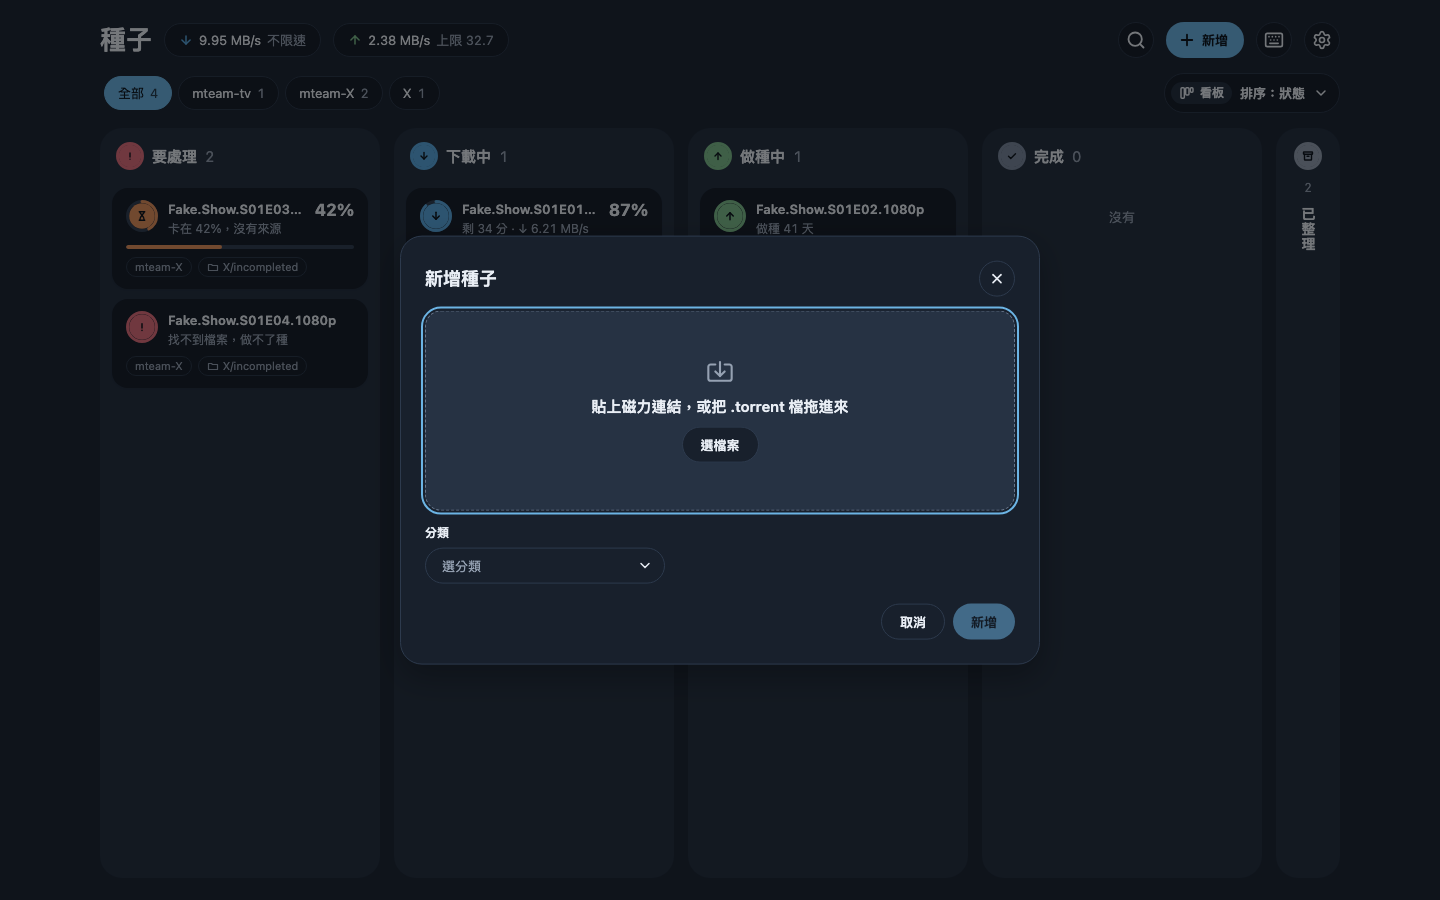 種子
9.95 MB/s 不限速
2.38 MB/s 上限 32.7
新增
全部 4
mteam-tv 1
mteam-X 2
X 1
看板
排序：狀態
要處理 2
Fake.Show.S01E03... 42%
卡在 42%，沒有來源
mteam-X
X/incompleted
Fake.Show.S01E04.1080p
找不到檔案，做不了種
mteam-X
X/incompleted
下載中 1
Fake.Show.S01E01... 87%
剩 34 分 · ↓ 6.21 MB/s
做種中 1
Fake.Show.S01E02.1080p
做種 41 天
完成 0
沒有
2
已整理
新增種子
貼上磁力連結，或把 .torrent 檔拖進來
選檔案
分類
選分類
取消
新增